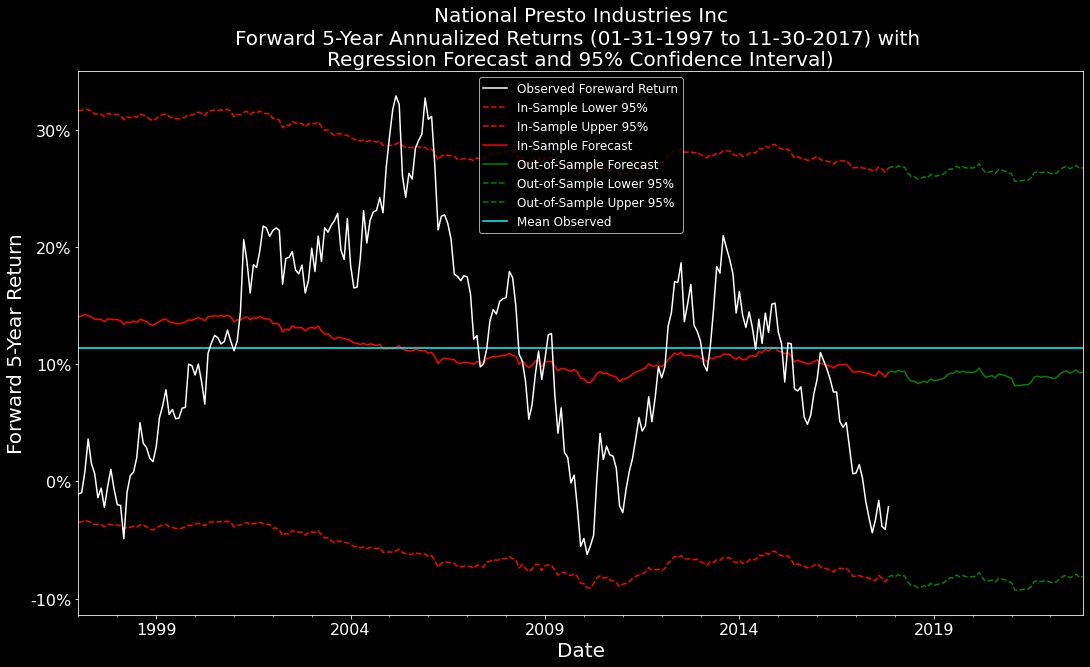 National Presto Industries Inc
Forward 5-Year Annualized Returns (01-31-1997 to 11-30-2017) with
Regression Forecast and 95% Confidence Interval)
Observed Foreward Return
In-Sample Lower 95%
In-Sample Upper 95%
In-Sample Forecast
Out-of-Sample Forecast
Out-of-Sample Lower 95%
Out-of-Sample Upper 95%
Mean Observed
Forward 5-Year Return
30%
20%
10%
0%
-10%
1999
2004
2009
2014
2019
Date